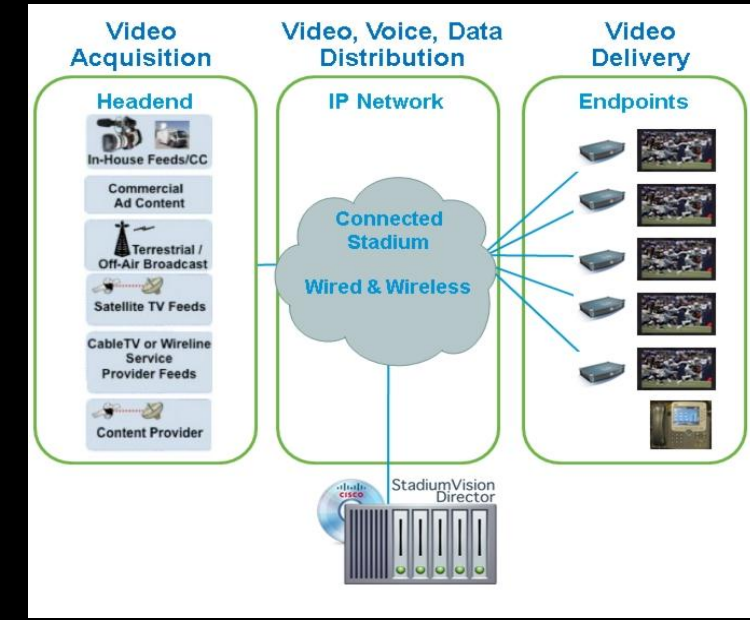 Video
Acquisition
Video, Voice, Data
Distribution
Video
Delivery
Headend
In-House Feeds/CC
Commercial
Ad Content
Terrestrial /
Off-Air Broadcast
Satellite TV Feeds
CableTV or Wireline
Service
Provider Feeds
Content Provider
IP Network
Connected
Stadium
Wired & Wireless
Endpoints
CISCO
StadiumVision
Director